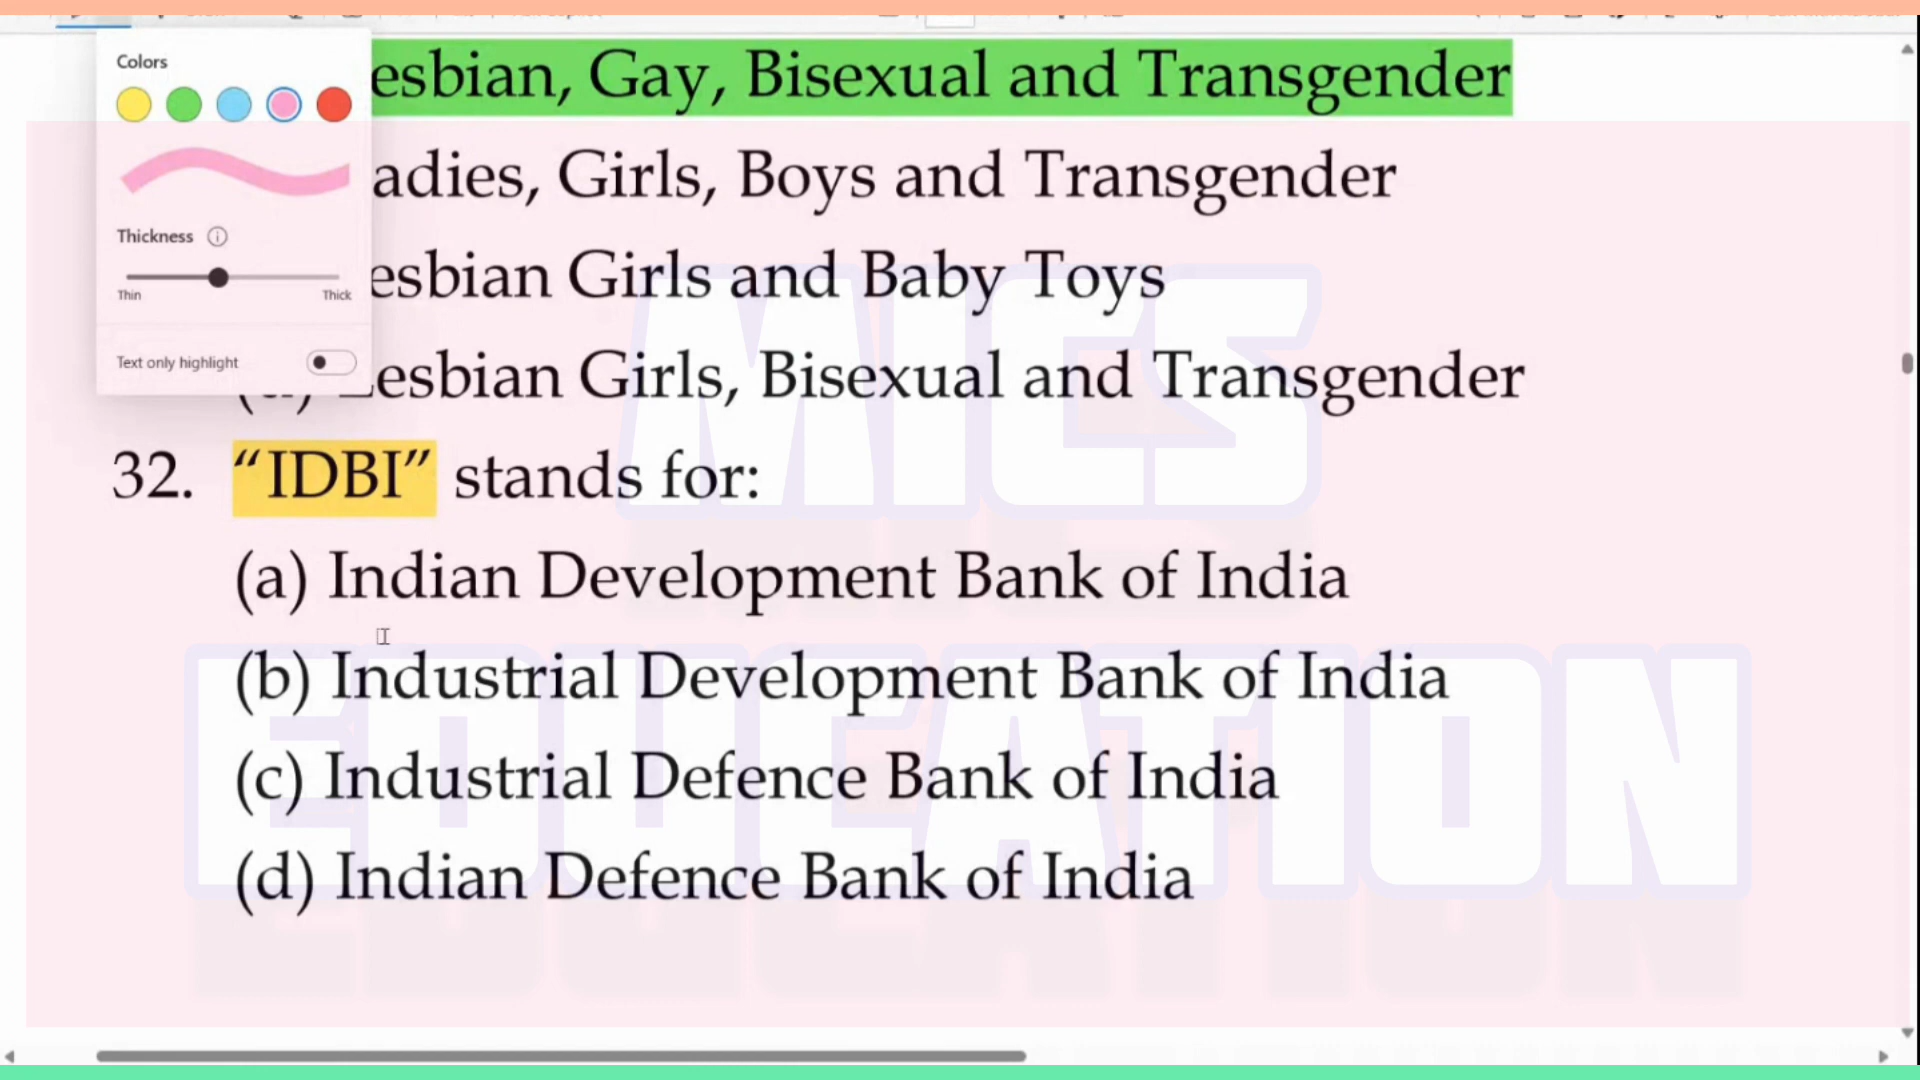 Colors
esbian, Gay, Bisexual and Transgender
adies, Girls, Boys and Transgender
Thickness
Thin Thick
esbian Girls and Baby Toys
Text only highlight
Lesbian Girls, Bisexual and Transgender
32. “IDBI” stands for:
(a) Indian Development Bank of India
(b) Industrial Development Bank of India
(c) Industrial Defence Bank of India
(d) Indian Defence Bank of India
MICS
EDUCATION